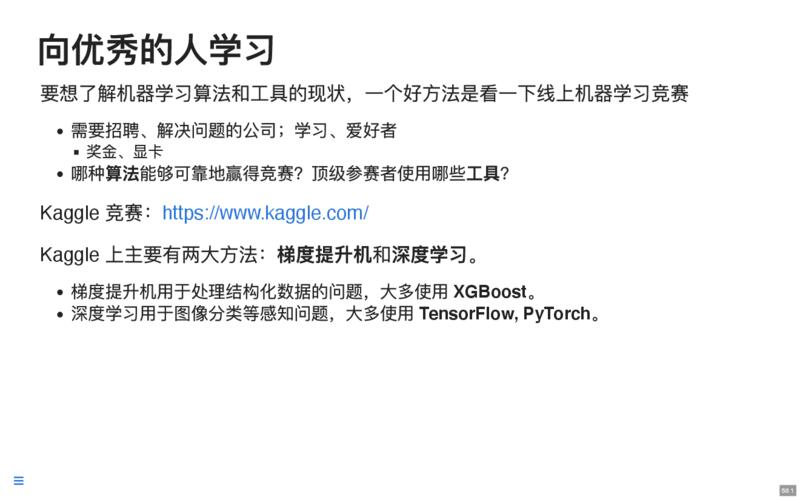 向优秀的人学习
要想了解机器学习算法和工具的现状，一个好方法是看一下线上机器学习竞赛
• 需要招聘、解决问题的公司；学习、爱好者
▪ 奖金、显卡
• 哪种算法能够可靠地赢得竞赛？顶级参赛者使用哪些工具？
Kaggle 竞赛：https://www.kaggle.com/
Kaggle 上主要有两大方法：梯度提升机和深度学习。
• 梯度提升机用于处理结构化数据的问题，大多使用 XGBoost。
• 深度学习用于图像分类等感知问题，大多使用 TensorFlow, PyTorch。